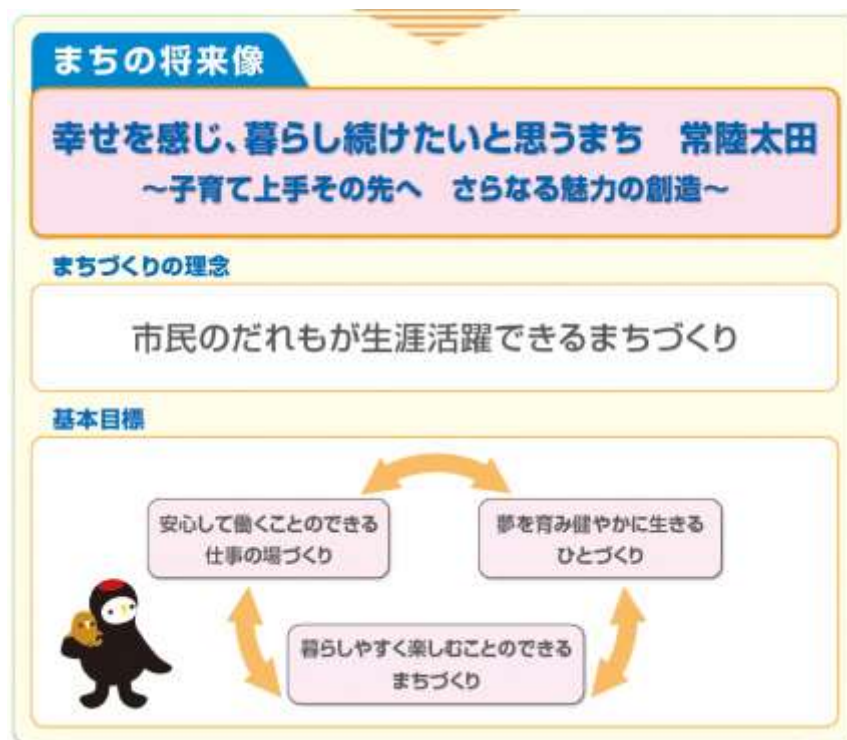 まちの将来像
幸せを感じ、暮らし続けたいと思うまち　常陸太田
～子育て上手その先へ　さらなる魅力の創造～
まちづくりの理念
市民のだれもが生涯活躍できるまちづくり
基本目標
安心して働くことのできる
仕事の場づくり
夢を育み健やかに生きる
ひとづくり
暮らしやすく楽しむことのできる
まちづくり